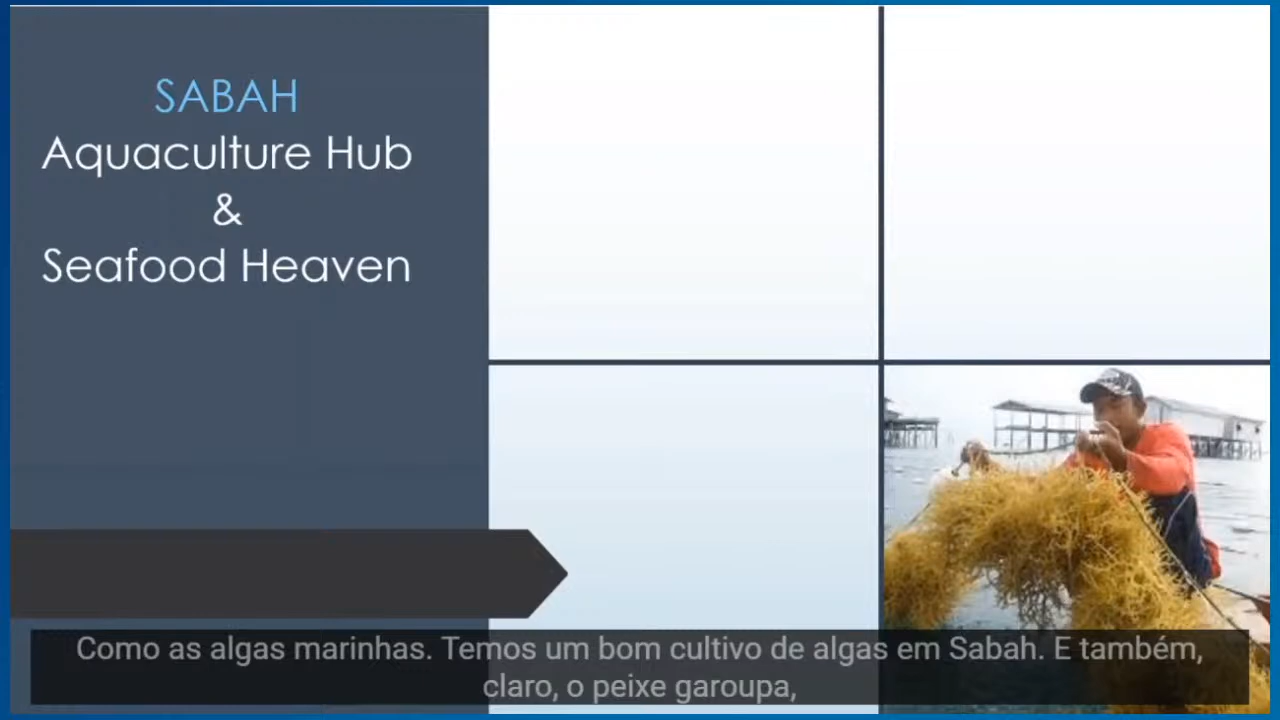 SABAH
Aquaculture Hub
&
Seafood Heaven
Como as algas marinhas. Temos um bom cultivo de algas em Sabah. E também,
claro, o peixe garoupa,